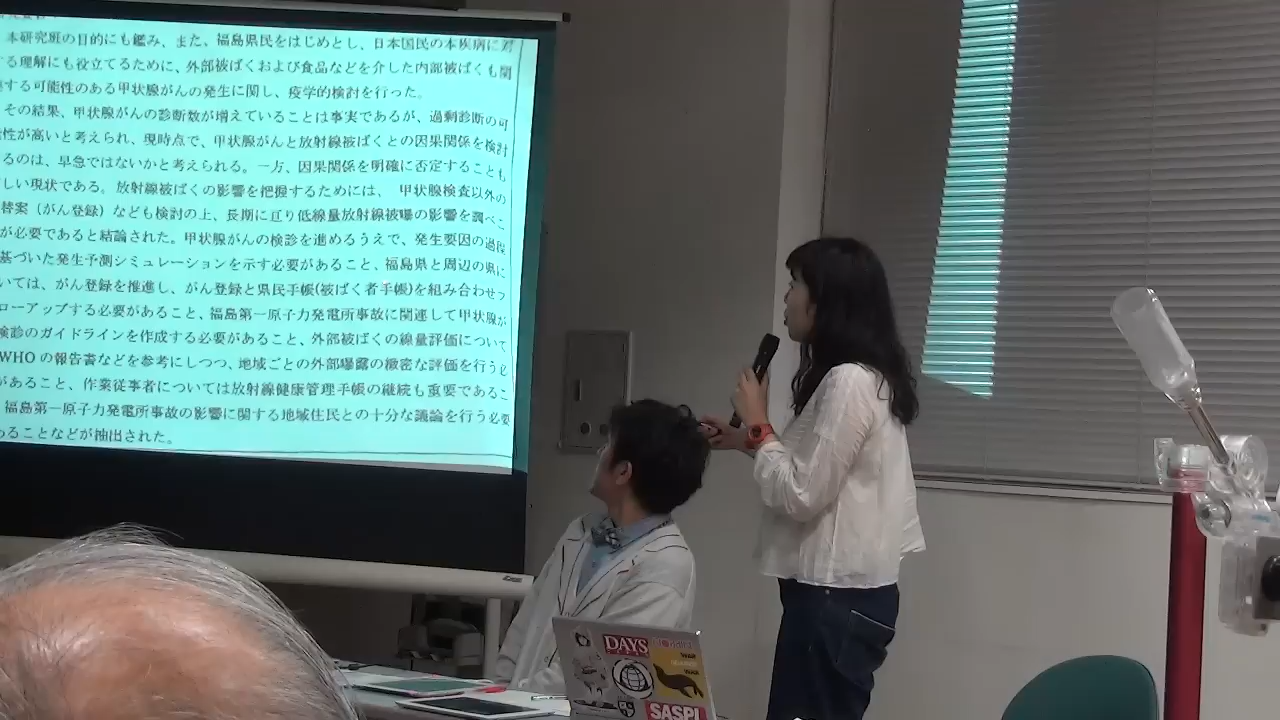 本研究班の目的にも鑑み、また、福島県民をはじめとし、日本国民の本疾病に対
する理解にも役立てるために、外部被ばくおよび食品などを介した内部被ばくも関
する可能性のある甲状腺がんの発生に関し、疫学的検討を行った。
その結果、甲状腺がんの診断数が増えていることは事実であるが、過剰診断の可
性が高いと考えられ、現時点で、甲状腺がんと放射線被ばくとの因果関係を検討
るのは、早急ではないかと考えられる。一方、因果関係を明確に否定することも
しい現状である。放射線被ばくの影響を把握するためには、甲状腺検査以外の
替案（がん登録）なども検討の上、長期に亘り低線量放射線被曝の影響を調べ
が必要であると結論された。甲状腺がんの検診を進めるうえで、発生要因の過程
基づいた発生予測シミュレーションを示す必要があること、福島県と周辺の県に
いては、がん登録を推進し、がん登録と県民手帳(被ばく者手帳)を組み合わせっ
ローアップする必要があること、福島第一原子力発電所事故に関連して甲状腺が
検診のガイドラインを作成する必要があること、外部被ばくの線量評価について
WHO の報告書などを参考にしつつ、地域ごとの外部曝露の緻密な評価を行う必
があること、作業従事者については放射線健康管理手帳の継続も重要であるこ
福島第一原子力発電所事故の影響に関する地域住民との十分な議論を行う必要
あることなどが抽出された。
DAYS
SASPL